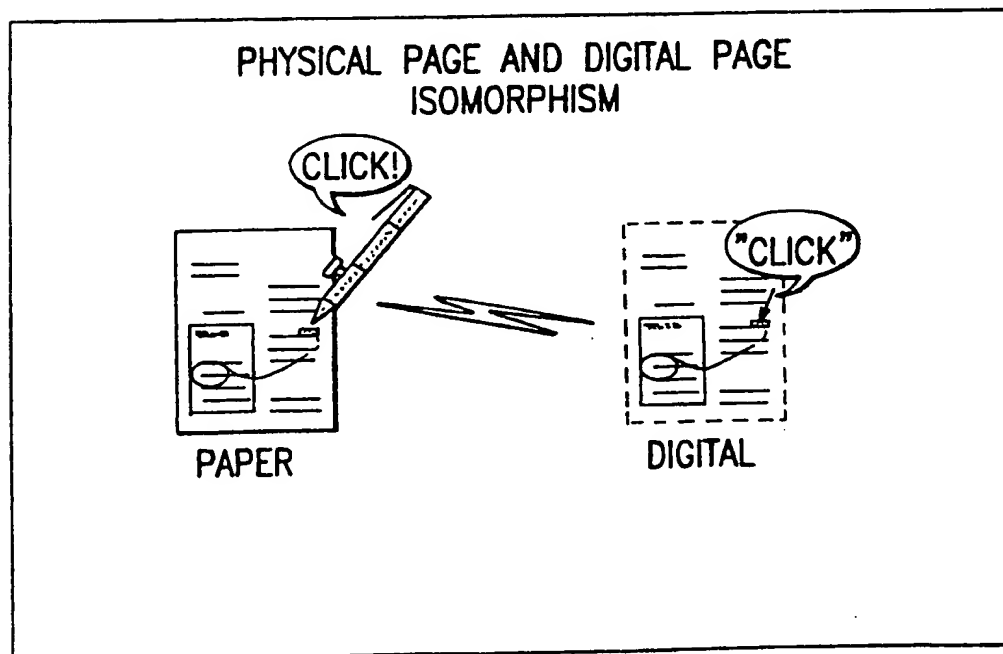 PHYSICAL PAGE AND DIGITAL PAGE
ISOMORPHISM
CLICK!
"CLICK"
PAPER
DIGITAL